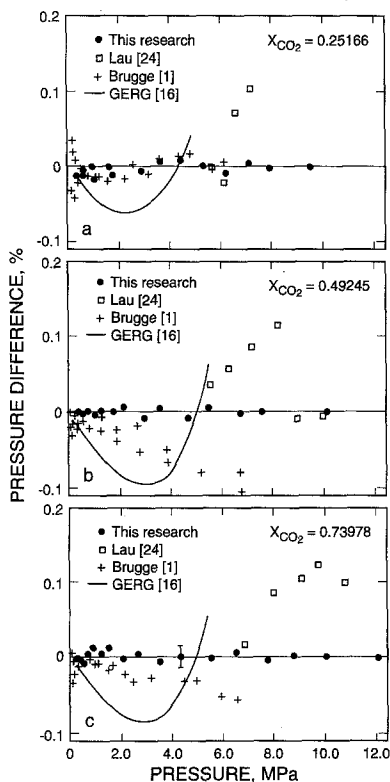 0.2
This research
Lau [24]
Brugge [1]
GERG [16]
X_CO2 = 0.25166
0.1
0
-0.1
a
0.2
This research
Lau [24]
Brugge [1]
GERG [16]
X_CO2 = 0.49245
0.1
0
-0.1
b
0.2
This research
Lau [24]
Brugge [1]
GERG [16]
X_CO2 = 0.73978
0.1
0
-0.1
c
0 2.0 4.0 6.0 8.0 10.0 12.0
PRESSURE, MPa
PRESSURE DIFFERENCE, %